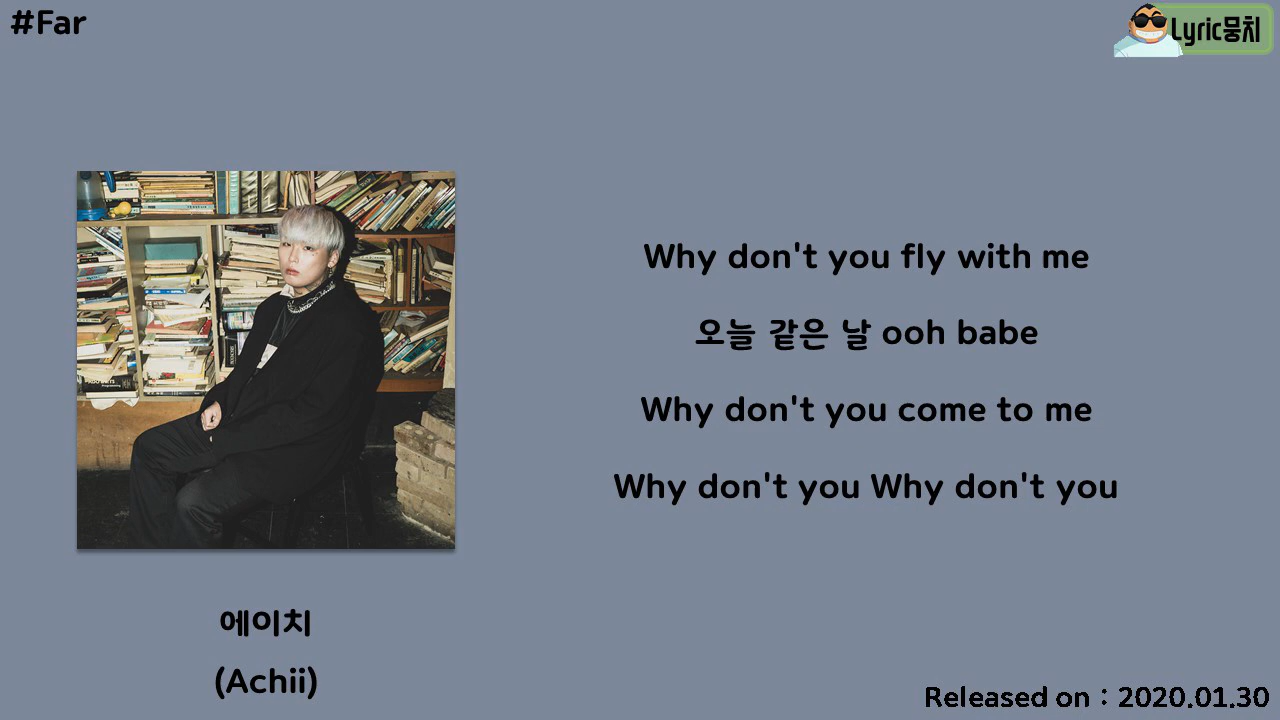 #Far
Lyric뭉치
Why don't you fly with me
오늘 같은 날 ooh babe
Why don't you come to me
Why don't you Why don't you
에이치
(Achii)
Released on : 2020.01.30